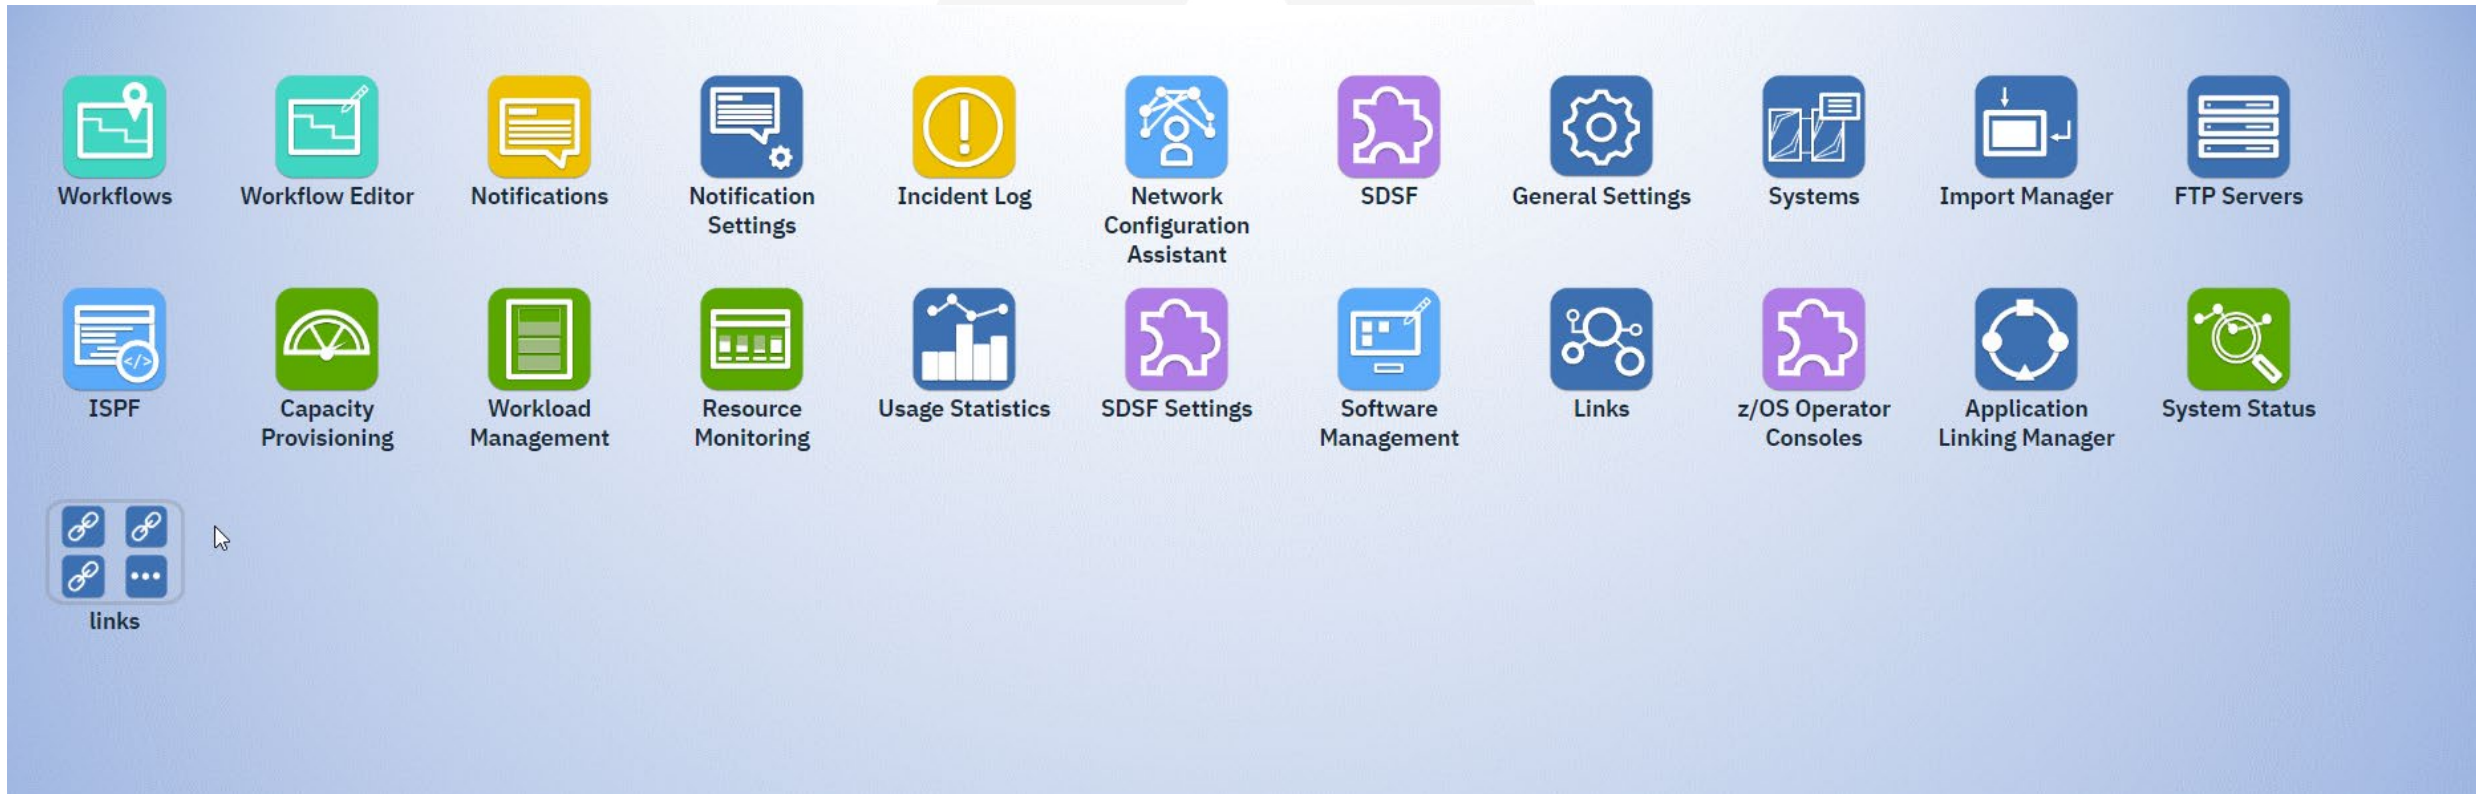 Workflows
Workflow Editor
Notifications
Notification
Settings
Incident Log
Network
Configuration
Assistant
SDSF
General Settings
Systems
Import Manager
FTP Servers
ISPF
Capacity
Provisioning
Workload
Management
Resource
Monitoring
Usage Statistics
SDSF Settings
Software
Management
Links
z/OS Operator
Consoles
Application
Linking Manager
System Status
links